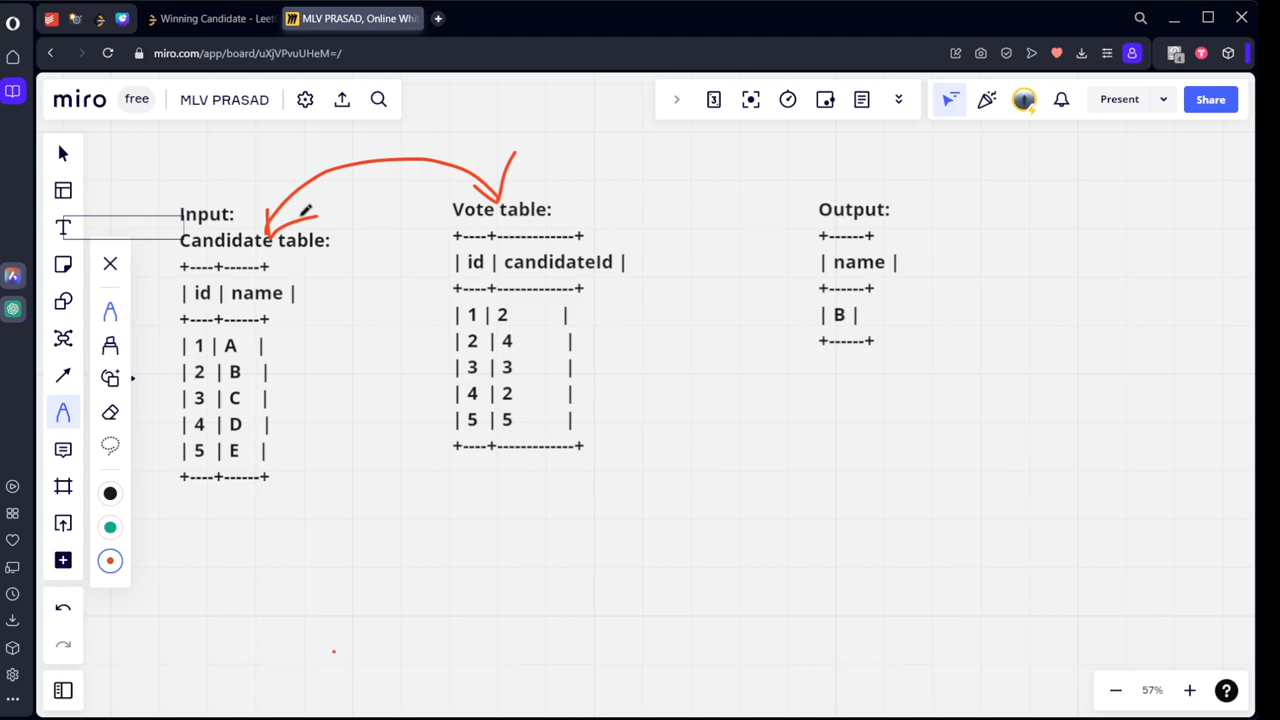 Winning Candidate - Leet
MLV PRASAD, Online Whi
miro.com/app/board/uXjVPvuUHeM=/
miro free MLV PRASAD
Present
Share
Input:
Candidate table:
+----+------+
| id | name |
+----+------+
| 1 | A |
| 2 | B |
| 3 | C |
| 4 | D |
| 5 | E |
+----+------+
Vote table:
+----+-------------+
| id | candidateId |
+----+-------------+
| 1 | 2 |
| 2 | 4 |
| 3 | 3 |
| 4 | 2 |
| 5 | 5 |
+----+-------------+
Output:
+------+
| name |
+------+
| B |
+------+
57%